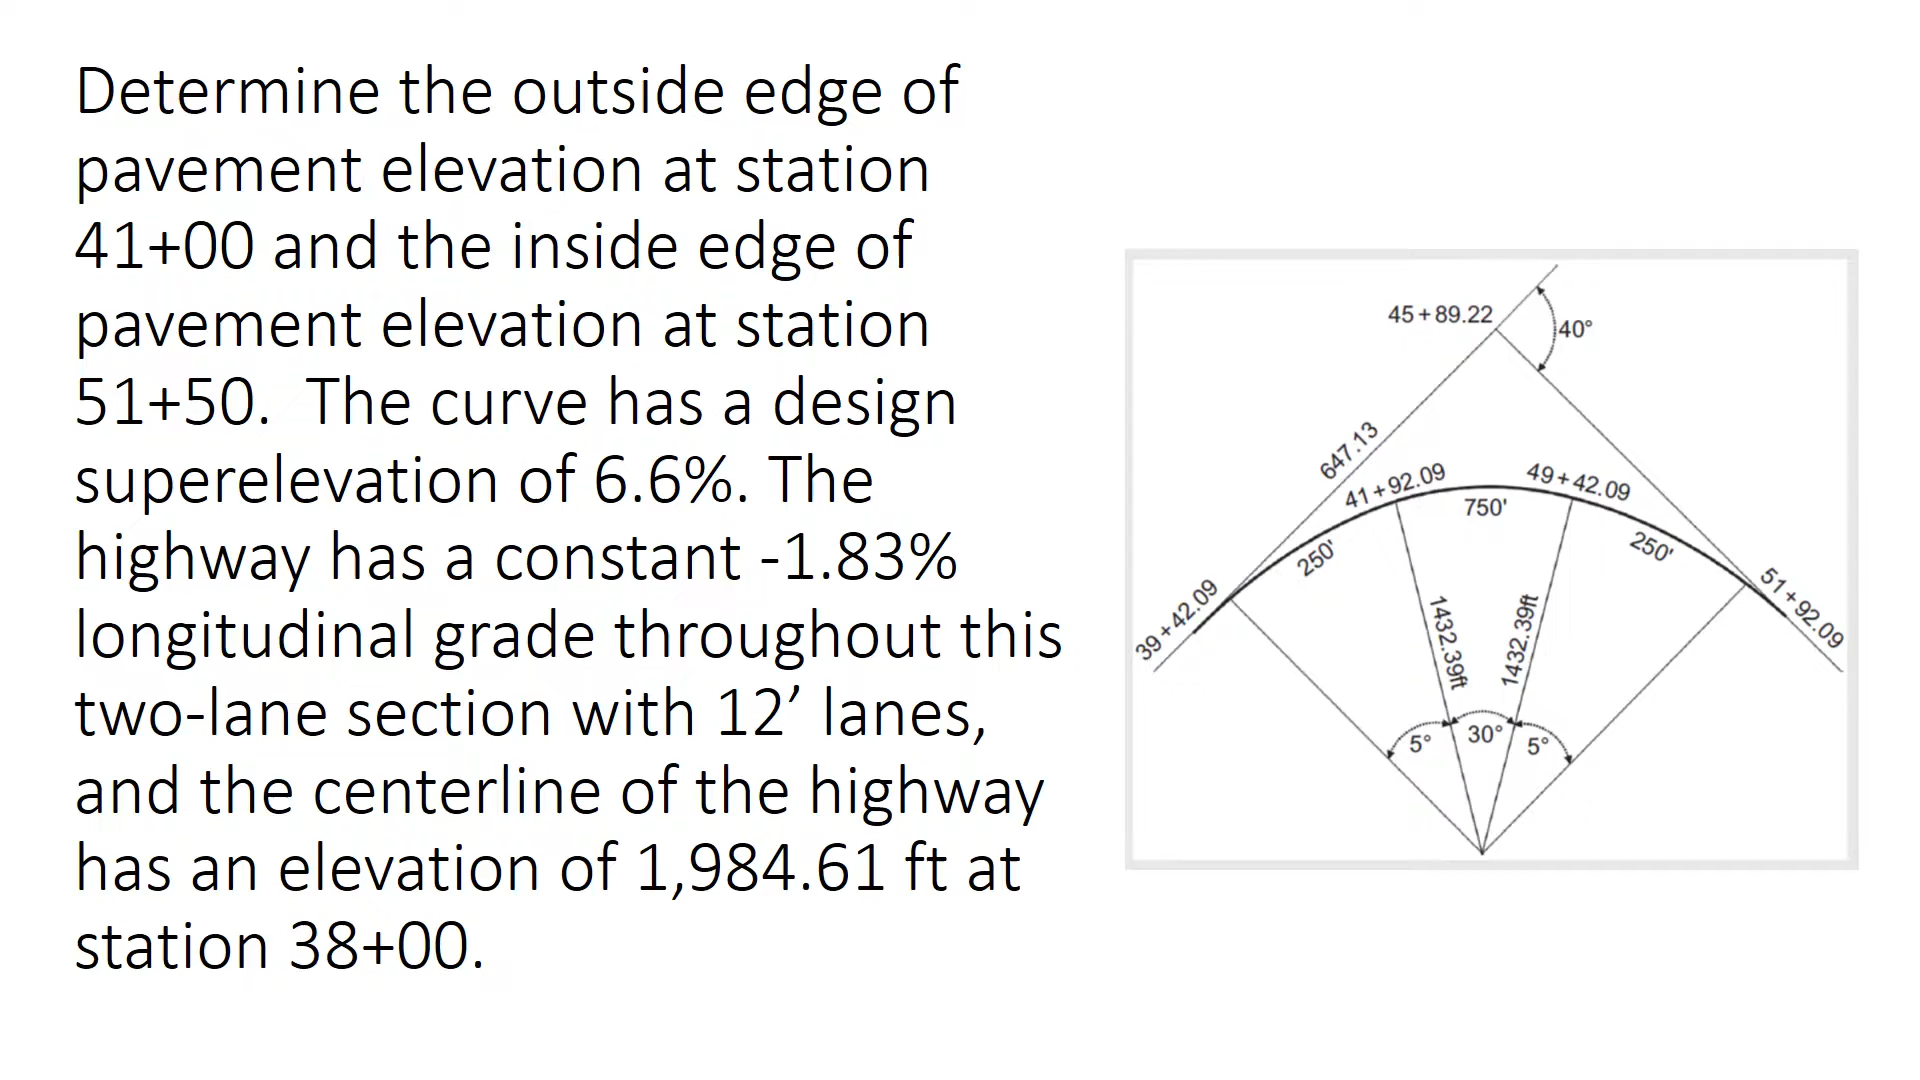 Determine the outside edge of
pavement elevation at station
41+00 and the inside edge of
pavement elevation at station
51+50.  The curve has a design
superelevation of 6.6%. The
highway has a constant -1.83%
longitudinal grade throughout this
two-lane section with 12’ lanes,
and the centerline of the highway
has an elevation of 1,984.61 ft at
station 38+00.
45+89.22
40°
647.13
41+92.09
49+42.09
750'
250'
250'
39+42.09
51+92.09
1432.39ft
1432.39ft
5°
30°
5°